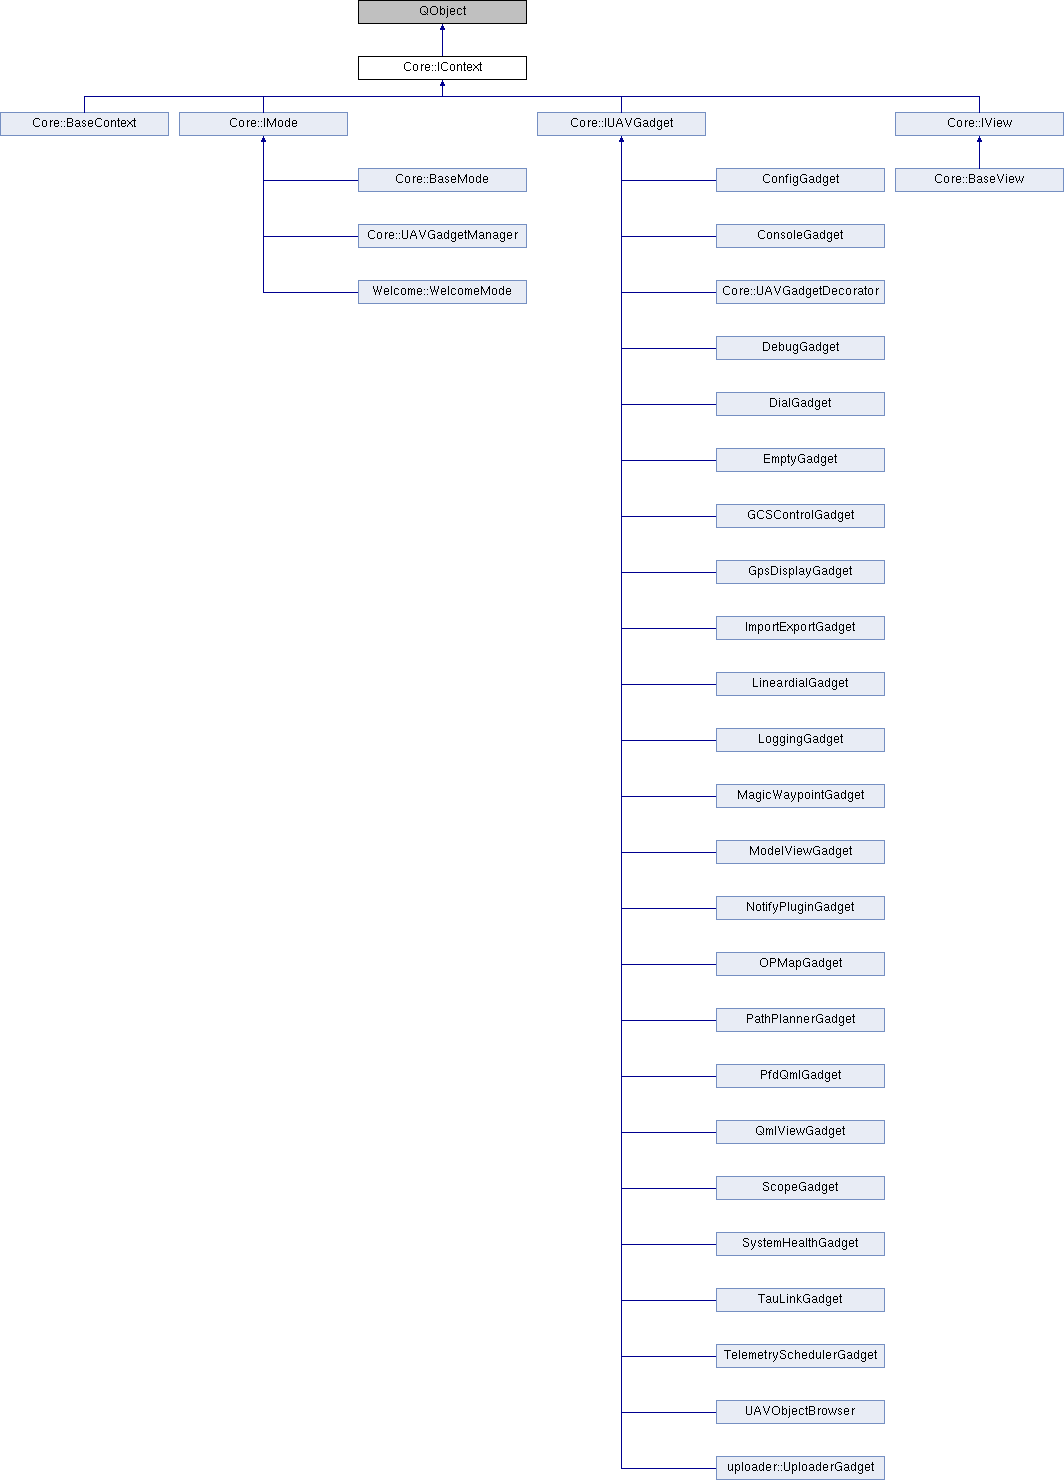 QObject
Core::IContext
Core::BaseContext
Core::IMode
Core::IUAVGadget
Core::IView
Core::BaseMode
ConfigGadget
Core::BaseView
Core::UAVGadgetManager
ConsoleGadget
Welcome::WelcomeMode
Core::UAVGadgetDecorator
DebugGadget
DialGadget
EmptyGadget
GCSControlGadget
GpsDisplayGadget
ImportExportGadget
LineardialGadget
LoggingGadget
MagicWaypointGadget
ModelViewGadget
NotifyPluginGadget
OPMapGadget
PathPlannerGadget
PfdQmlGadget
QmlViewGadget
ScopeGadget
SystemHealthGadget
TauLinkGadget
TelemetrySchedulerGadget
UAVObjectBrowser
uploader::UploaderGadget